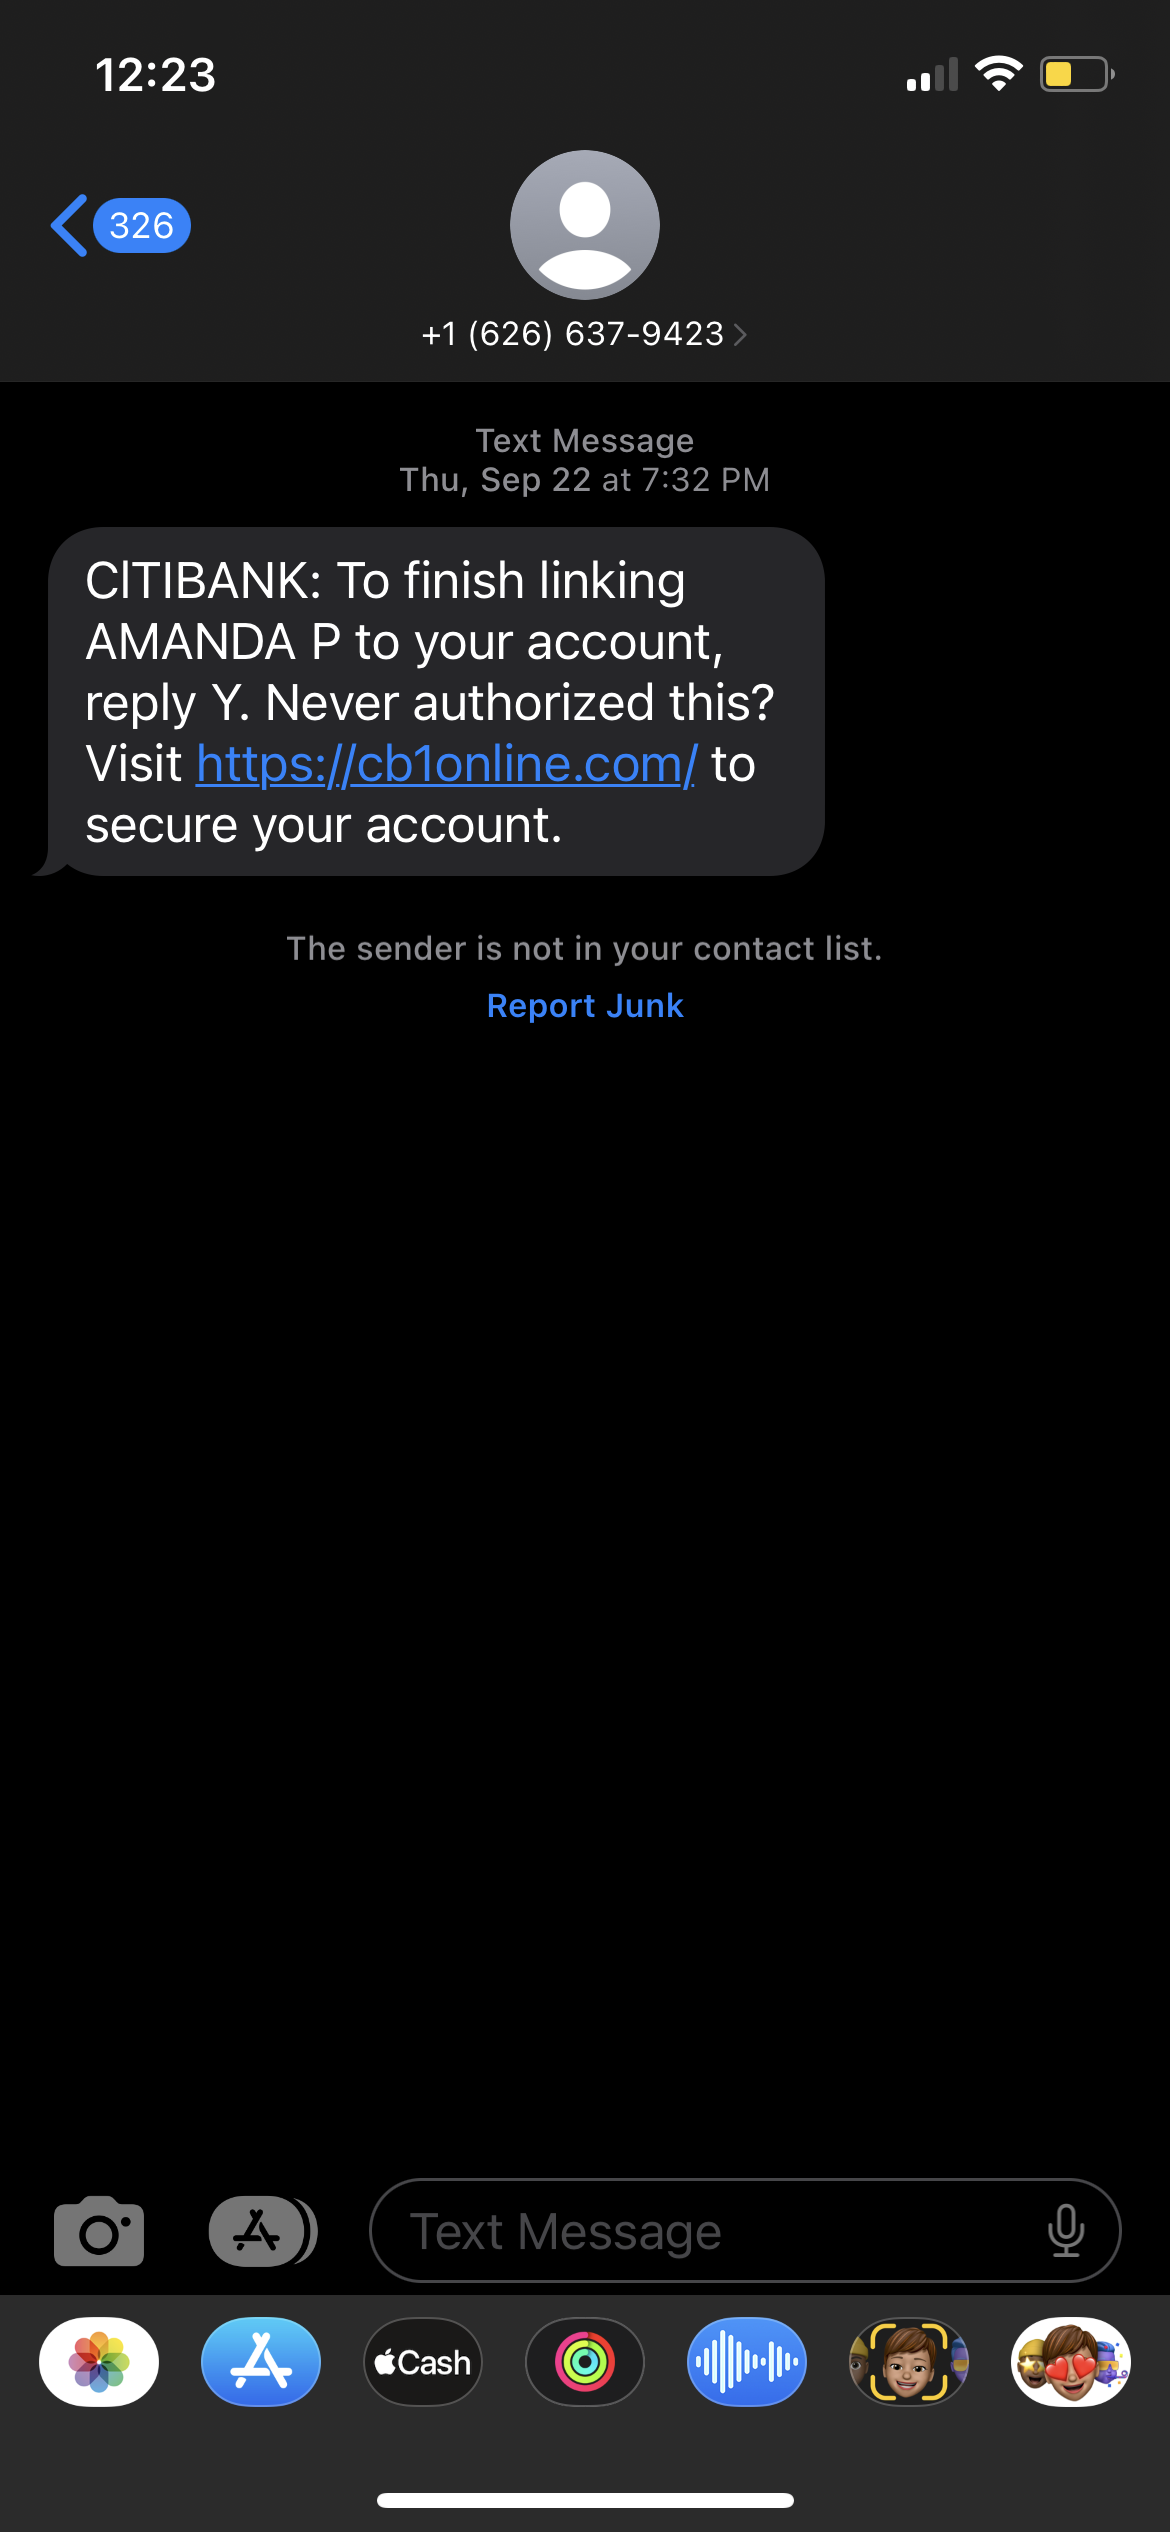 12:23
326
+1 (626) 637-9423
Text Message
Thu, Sep 22 at 7:32 PM
ClTIBANK: To finish linking
AMANDA P to your account,
reply Y. Never authorized this?
Visit https://cb1online.com/ to
secure your account.
The sender is not in your contact list.
Report Junk
Text Message
Cash